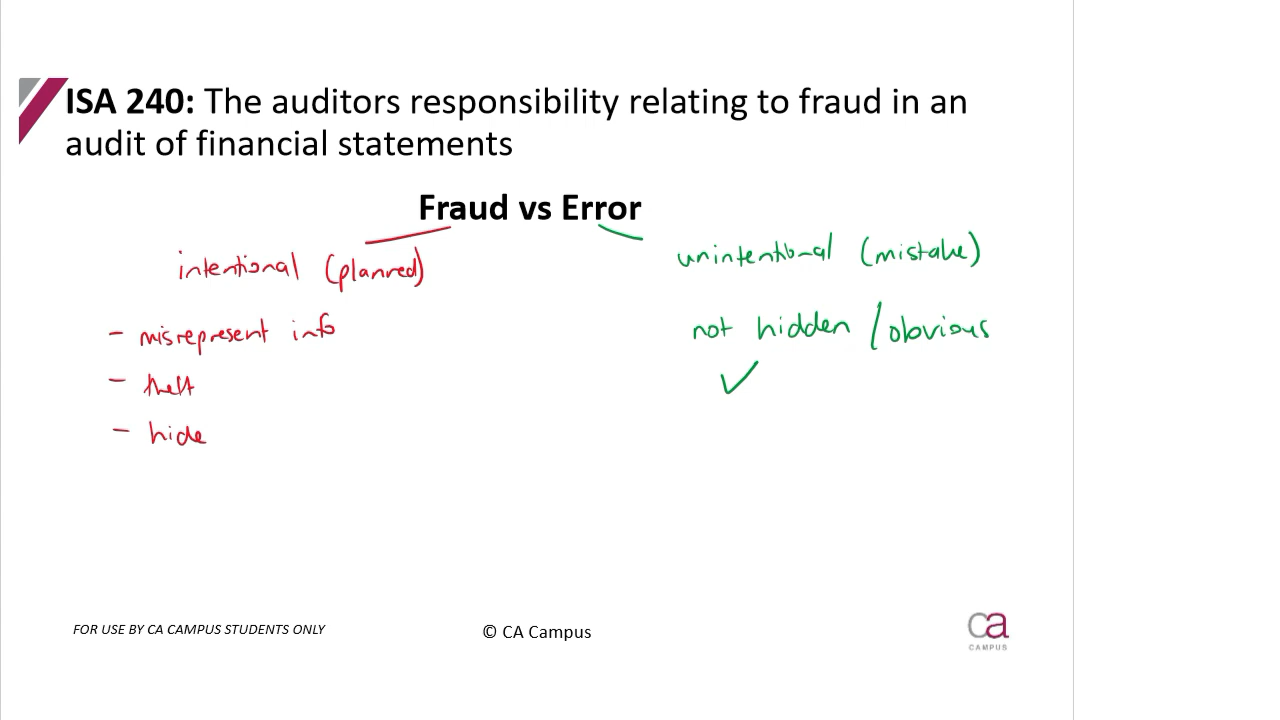 ISA 240: The auditors responsibility relating to fraud in an
audit of financial statements
Fraud vs Error
intentional (planned)
- misrepresent info
- theft
- hide
unintentional (mistake)
not hidden / obvious
FOR USE BY CA CAMPUS STUDENTS ONLY
© CA Campus
ca
CAMPUS